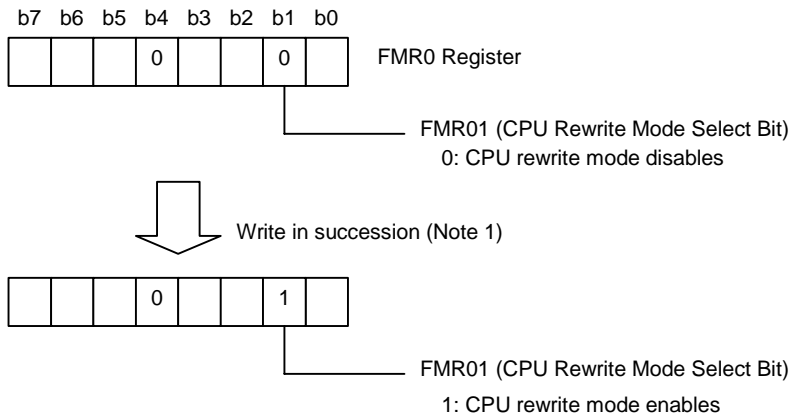 b7 b6 b5 b4 b3 b2 b1 b0
0 0 FMR0 Register
FMR01 (CPU Rewrite Mode Select Bit)
0: CPU rewrite mode disables
Write in succession (Note 1)
0 1
FMR01 (CPU Rewrite Mode Select Bit)
1: CPU rewrite mode enables